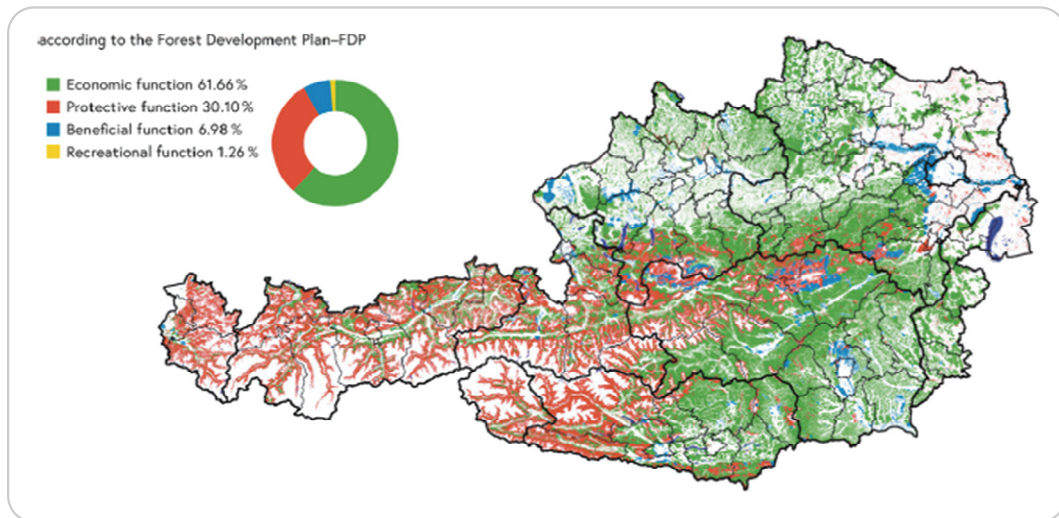 according to the Forest Development Plan–FDP
Economic function 61.66 %
Protective function 30.10 %
Beneficial function 6.98 %
Recreational function 1.26 %